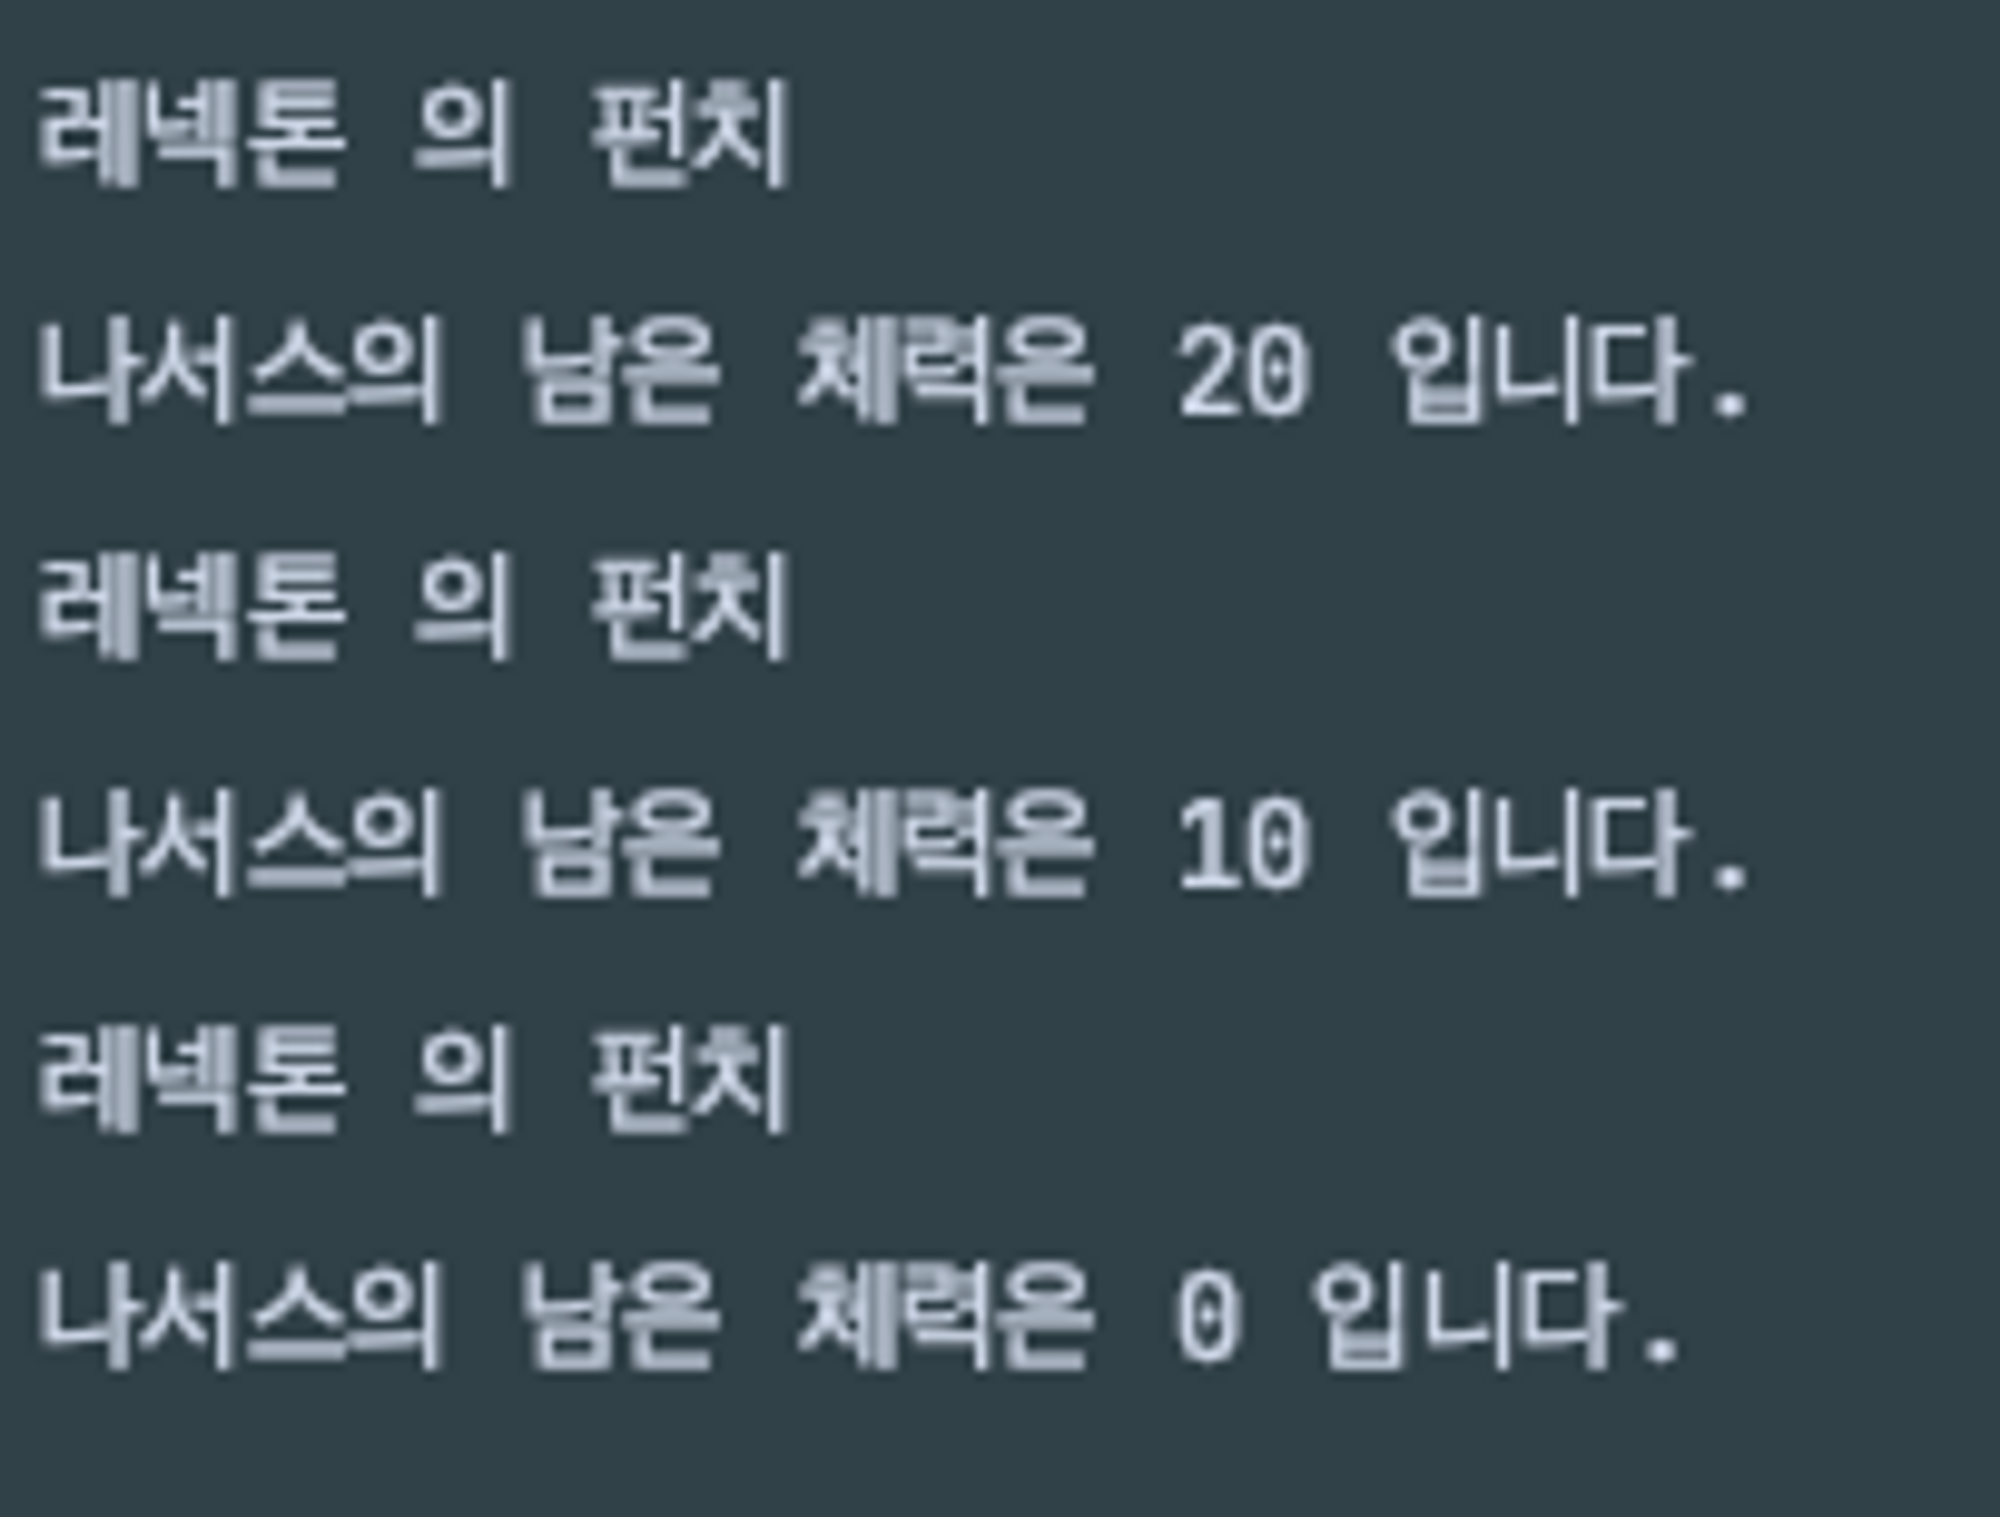 레넥톤 의 펀치
나서스의 남은 체력은 20 입니다.
레넥톤 의 펀치
나서스의 남은 체력은 10 입니다.
레넥톤 의 펀치
나서스의 남은 체력은 0 입니다.